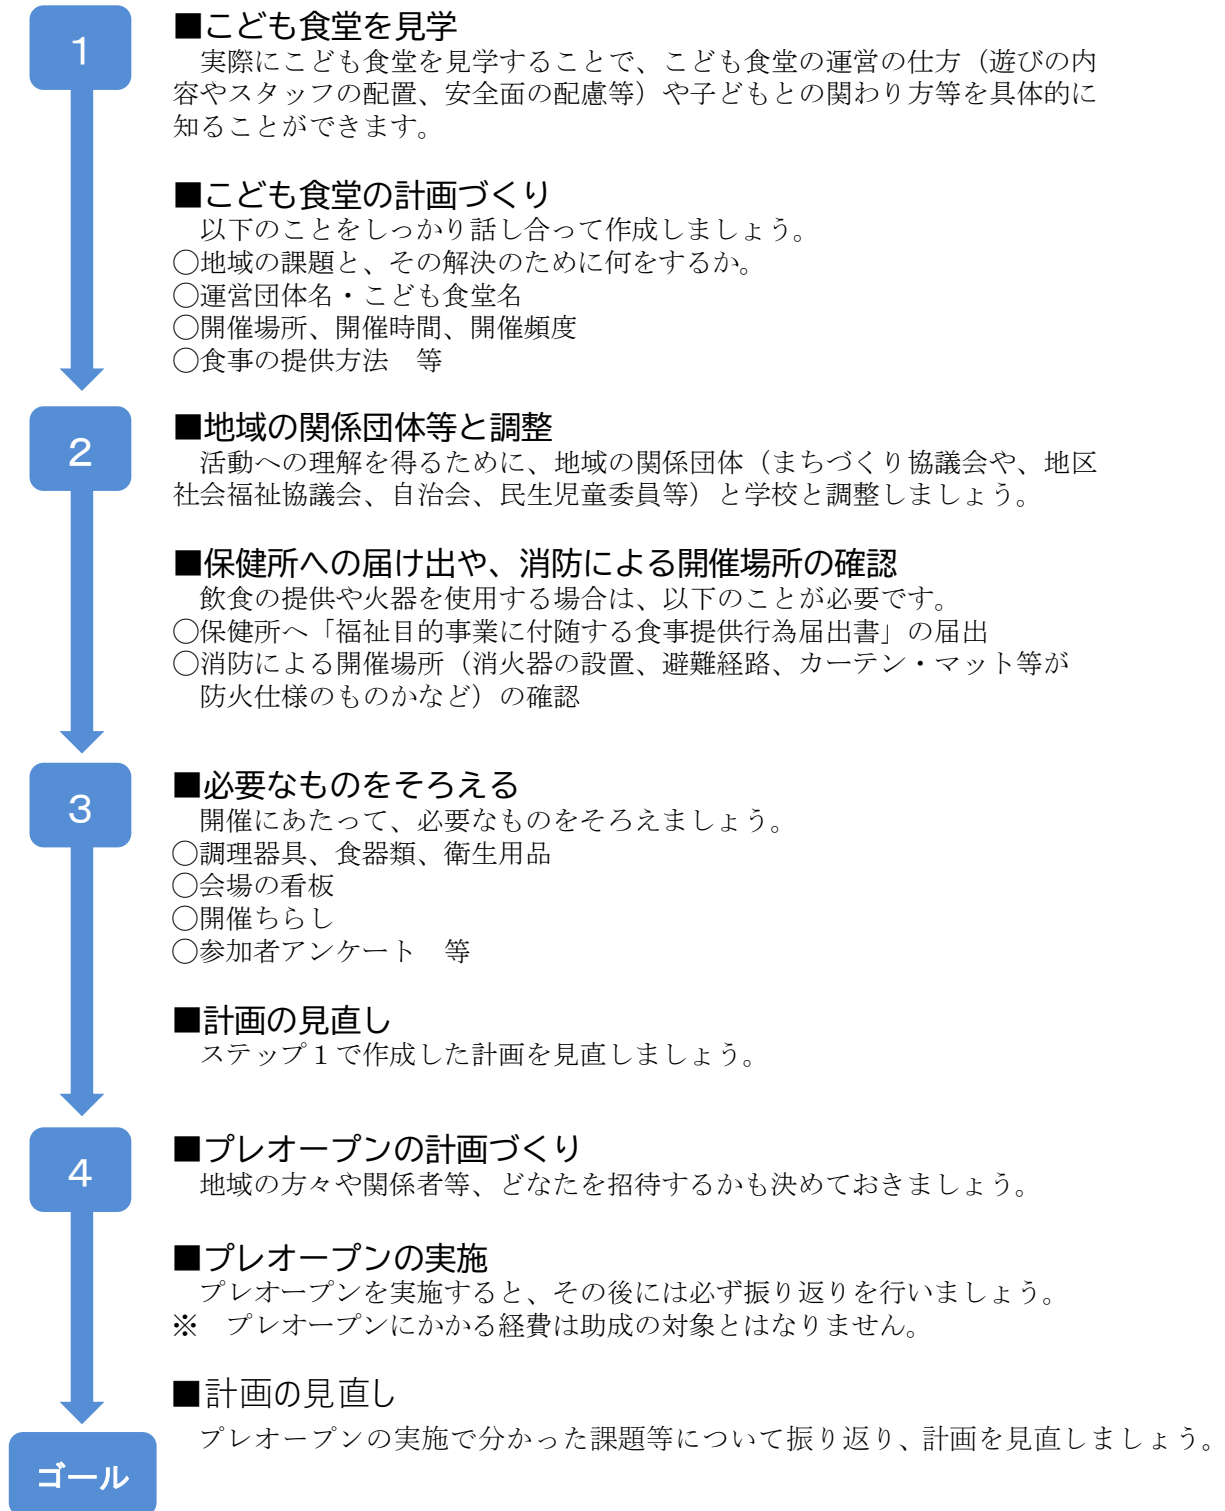 1
■こども食堂を見学
実際にこども食堂を見学することで、こども食堂の運営の仕方（遊びの内
容やスタッフの配置、安全面の配慮等）や子どもとの関わり方等を具体的に
知ることができます。
■こども食堂の計画づくり
以下のことをしっかり話し合って作成しましょう。
○地域の課題と、その解決のために何をするか。
○運営団体名・こども食堂名
○開催場所、開催時間、開催頻度
○食事の提供方法　等
2
■地域の関係団体等と調整
活動への理解を得るために、地域の関係団体（まちづくり協議会や、地区
社会福祉協議会、自治会、民生児童委員等）と学校と調整しましょう。
■保健所への届け出や、消防による開催場所の確認
飲食の提供や火器を使用する場合は、以下のことが必要です。
○保健所へ「福祉目的事業に付随する食事提供行為届出書」の届出
○消防による開催場所（消火器の設置、避難経路、カーテン・マット等が
防火仕様のものかなど）の確認
3
■必要なものをそろえる
開催にあたって、必要なものをそろえましょう。
○調理器具、食器類、衛生用品
○会場の看板
○開催ちらし
○参加者アンケート　等
■計画の見直し
ステップ１で作成した計画を見直しましょう。
4
■プレオープンの計画づくり
地域の方々や関係者等、どなたを招待するかも決めておきましょう。
■プレオープンの実施
プレオープンを実施すると、その後には必ず振り返りを行いましょう。
※　プレオープンにかかる経費は助成の対象とはなりません。
■計画の見直し
プレオープンの実施で分かった課題等について振り返り、計画を見直しましょう。
ゴール